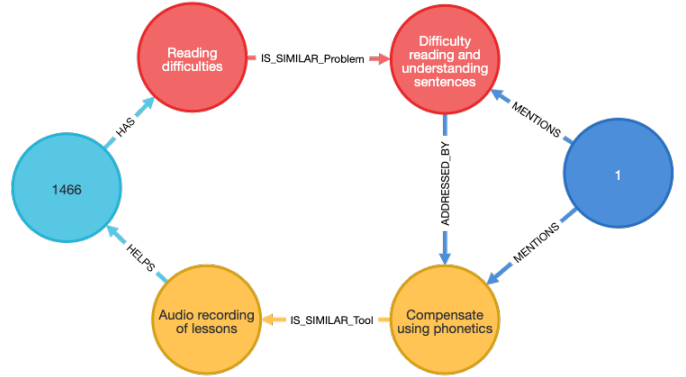 Reading
difficulties
IS_SIMILAR_Problem
Difficulty
reading and
understanding
sentences
MENTIONS
HAS
ADDRESSED_BY
1466
1
HELPS
MENTIONS
Audio recording
of lessons
IS_SIMILAR_Tool
Compensate
using phonetics